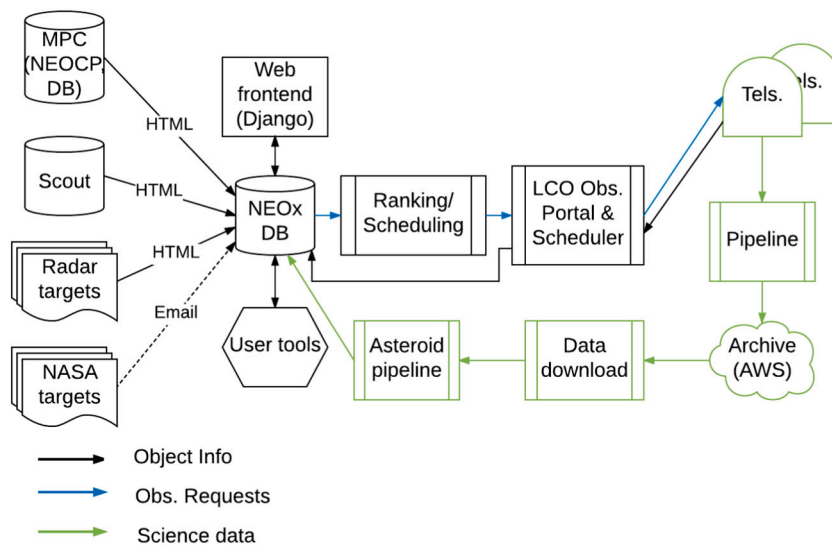 MPC
(NEOCP,
DB)
HTML
Scout
HTML
Radar
targets
HTML
NASA
targets
Email
Web
frontend
(Django)
NEOx
DB
User tools
Ranking/
Scheduling
LCO Obs.
Portal &
Scheduler
Tels.
els.
Pipeline
Archive
(AWS)
Data
download
Asteroid
pipeline
Object Info
Obs. Requests
Science data